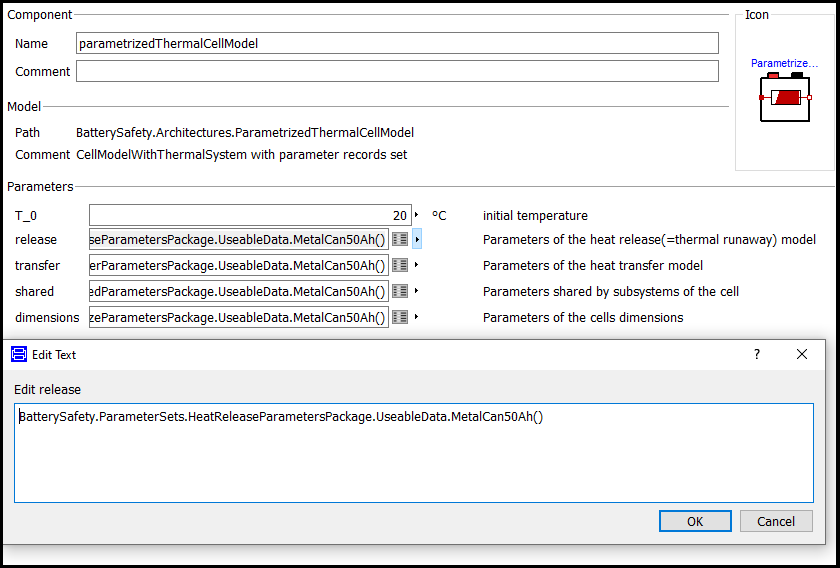 Component
Icon
Name parametrizedThermalCellModel
Comment
Parametrize...
Model
Path BatterySafety.Architectures.ParametrizedThermalCellModel
Comment CellModelWithThermalSystem with parameter records set
Parameters
T_0 20 °C initial temperature
release seParametersPackage.UseableData.MetalCan50Ah() Parameters of the heat release(=thermal runaway) model
transfer erParametersPackage.UseableData.MetalCan50Ah() Parameters of the heat transfer model
shared edParametersPackage.UseableData.MetalCan50Ah() Parameters shared by subsystems of the cell
dimensions zeParametersPackage.UseableData.MetalCan50Ah() Parameters of the cells dimensions
Edit Text ?
Edit release
BatterySafety.ParameterSets.HeatReleaseParametersPackage.UseableData.MetalCan50Ah()
OK Cancel